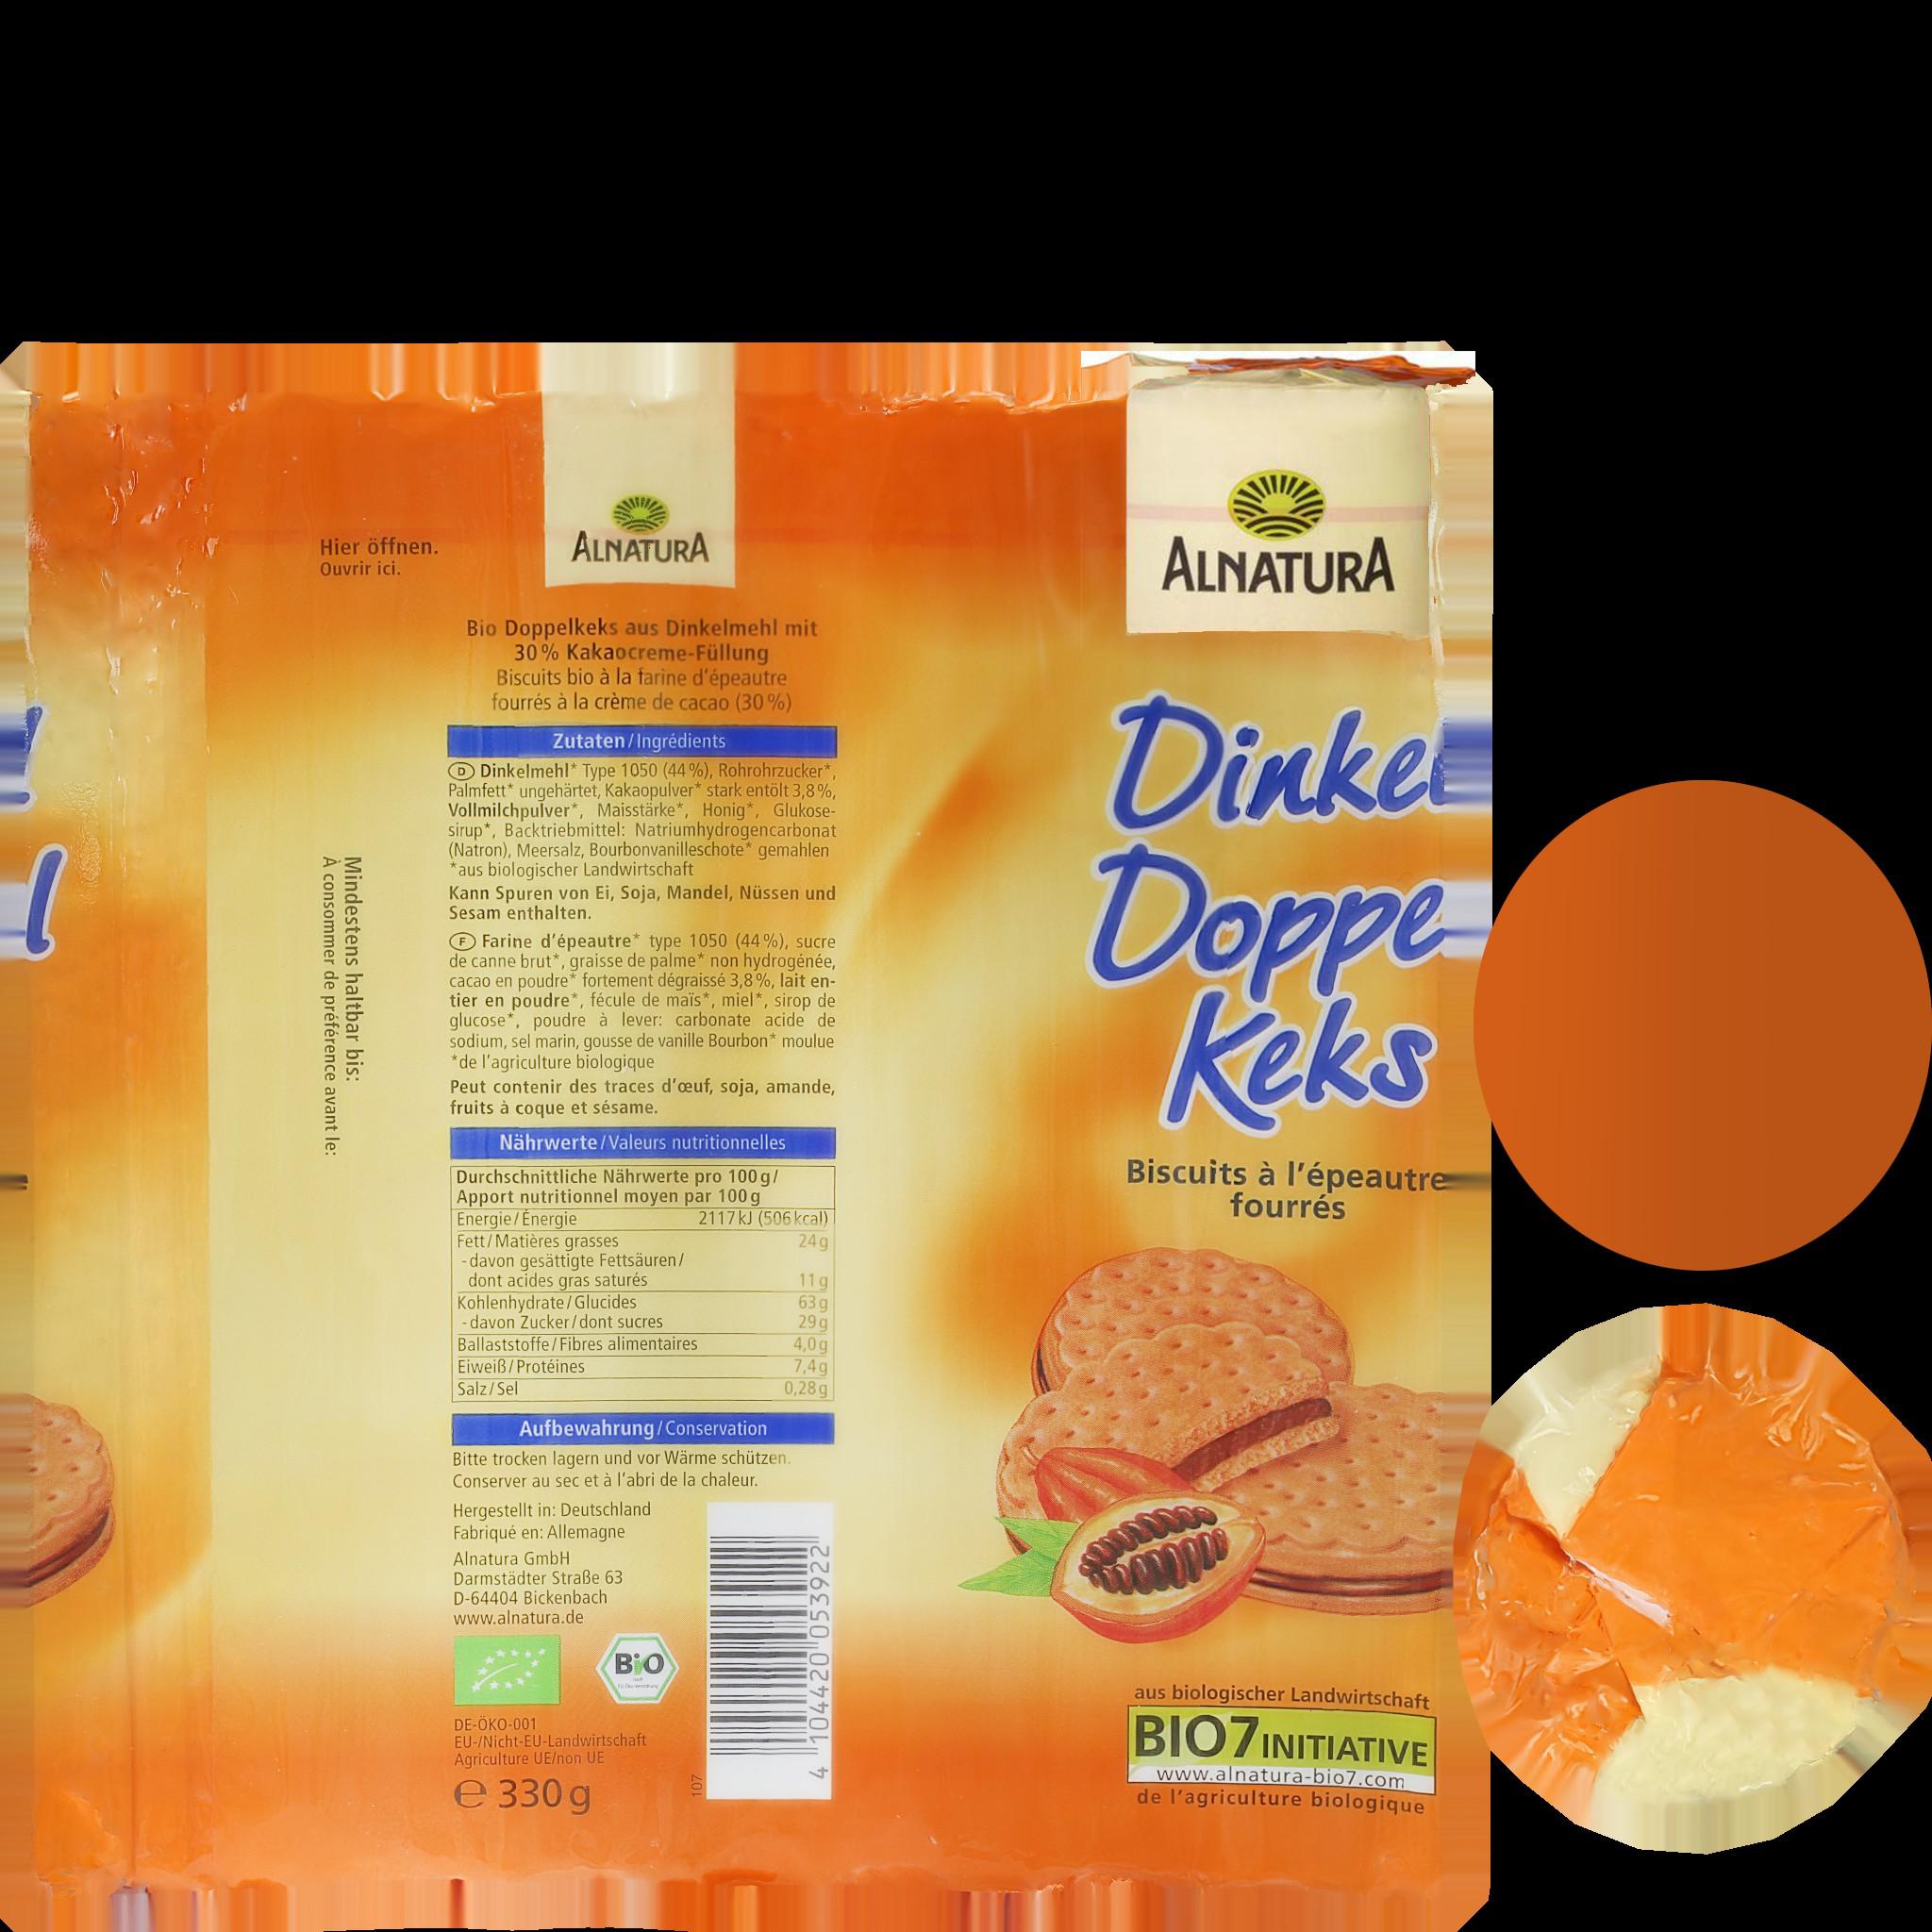 Hier öffnen.
Ouvrir ici.
Mindestens haltbar bis:
À consommer de préférence avant le:
ALNATURA
Bio Doppelkeks aus Dinkelmehl mit
30% Kakaocreme-Füllung
Biscuits bio à la farine d'épeautre
fourrés à la crème de cacao (30%)
Zutaten/Ingrédients
D Dinkelmehl* Type 1050 (44%), Rohrohrzucker*,
Palmfett* ungehärtet, Kakaopulver* stark entölt 3,8%,
Vollmilchpulver*, Maisstärke*, Honig*, Glukose-
sirup*, Backtriebmittel: Natriumhydrogencarbonat
(Natron), Meersalz, Bourbonvanilleschote* gemahlen
*aus biologischer Landwirtschaft
Kann Spuren von Ei, Soja, Mandel, Nüssen und
Sesam enthalten.
F Farine d'épeautre* type 1050 (44%), sucre
de canne brut*, graisse de palme* non hydrogénée,
cacao en poudre* fortement dégraissé 3,8%, lait en-
tier en poudre*, fécule de maïs*, miel*, sirop de
glucose*, poudre à lever: carbonate acide de
sodium, sel marin, gousse de vanille Bourbon* moulue
*de l'agriculture biologique
Peut contenir des traces d'œuf, soja, amande,
fruits à coque et sésame.
Nährwerte/Valeurs nutritionnelles
Durchschnittliche Nährwerte pro 100g/
Apport nutritionnel moyen par 100g
Energie/Énergie 2117kJ (506kcal)
Fett/Matières grasses 24g
-davon gesättigte Fettsäuren/
dont acides gras saturés 11g
Kohlenhydrate/Glucides 63g
-davon Zucker/dont sucres 29g
Ballaststoffe/Fibres alimentaires 4,0g
Eiweiß/Protéines 7,4g
Salz/Sel 0,28g
Aufbewahrung/Conservation
Bitte trocken lagern und vor Wärme schützen.
Conserver au sec et à l'abri de la chaleur.
Hergestellt in: Deutschland
Fabriqué en: Allemagne
Alnatura GmbH
Darmstädter Straße 63
D-64404 Bickenbach
www.alnatura.de
BiO
DE-ÖKO-001
EU-/Nicht-EU-Landwirtschaft
Agriculture UE/non UE
e 330g
107
4 104420 053922
ALNATURA
Dinkel
Doppe
Keks
Biscuits à l'épeautre
fourrés
aus biologischer Landwirtschaft
BIO7INITIATIVE
www.alnatura-bio7.com
de l'agriculture biologique